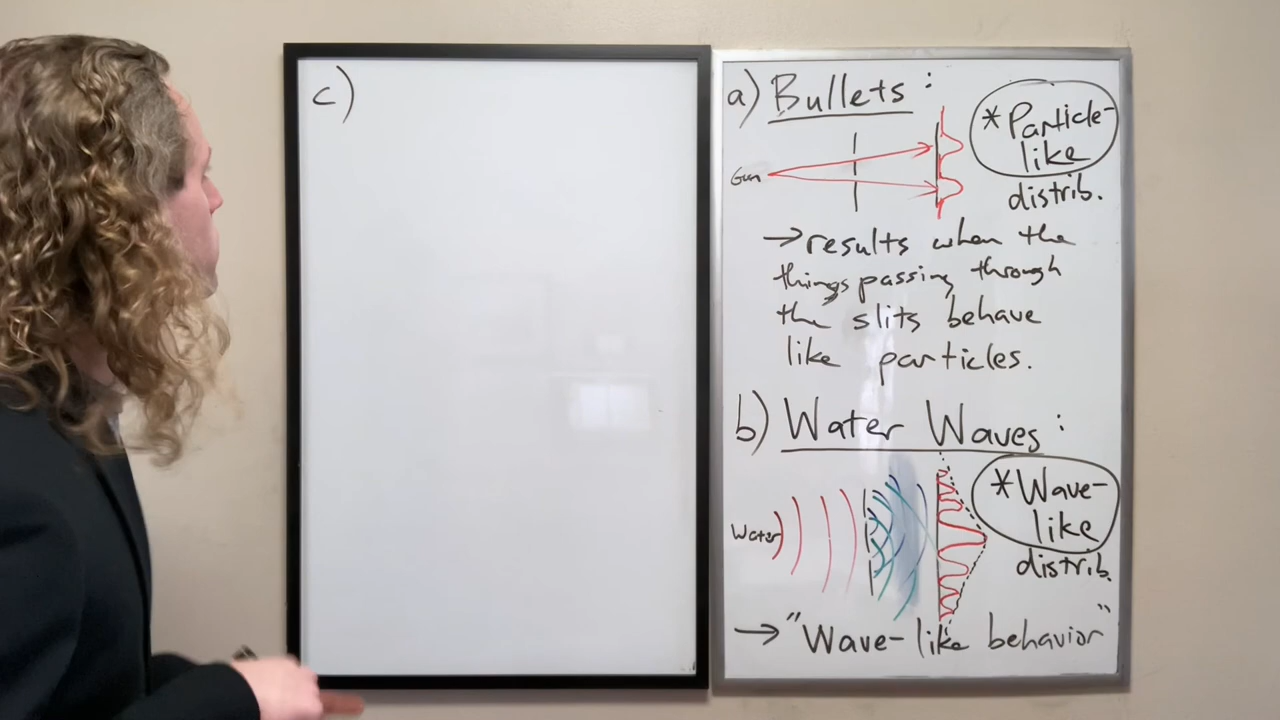 c)
a) Bullets:
*Particle-
like
distrib.
Gun
→ results when the
things passing through
the slits behave
like particles.
b) Water Waves:
*Wave-
like
distrib.
Water
→ "Wave-like behavior"